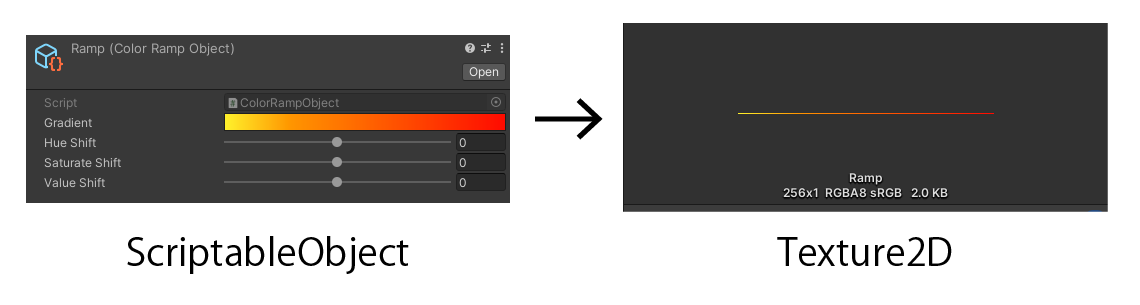 Ramp (Color Ramp Object)
Open
Script
ColorRampObject
Gradient
Hue Shift
0
Saturate Shift
0
Value Shift
0
ScriptableObject
Ramp
256x1 RGBA8 sRGB 2.0 KB
Texture2D